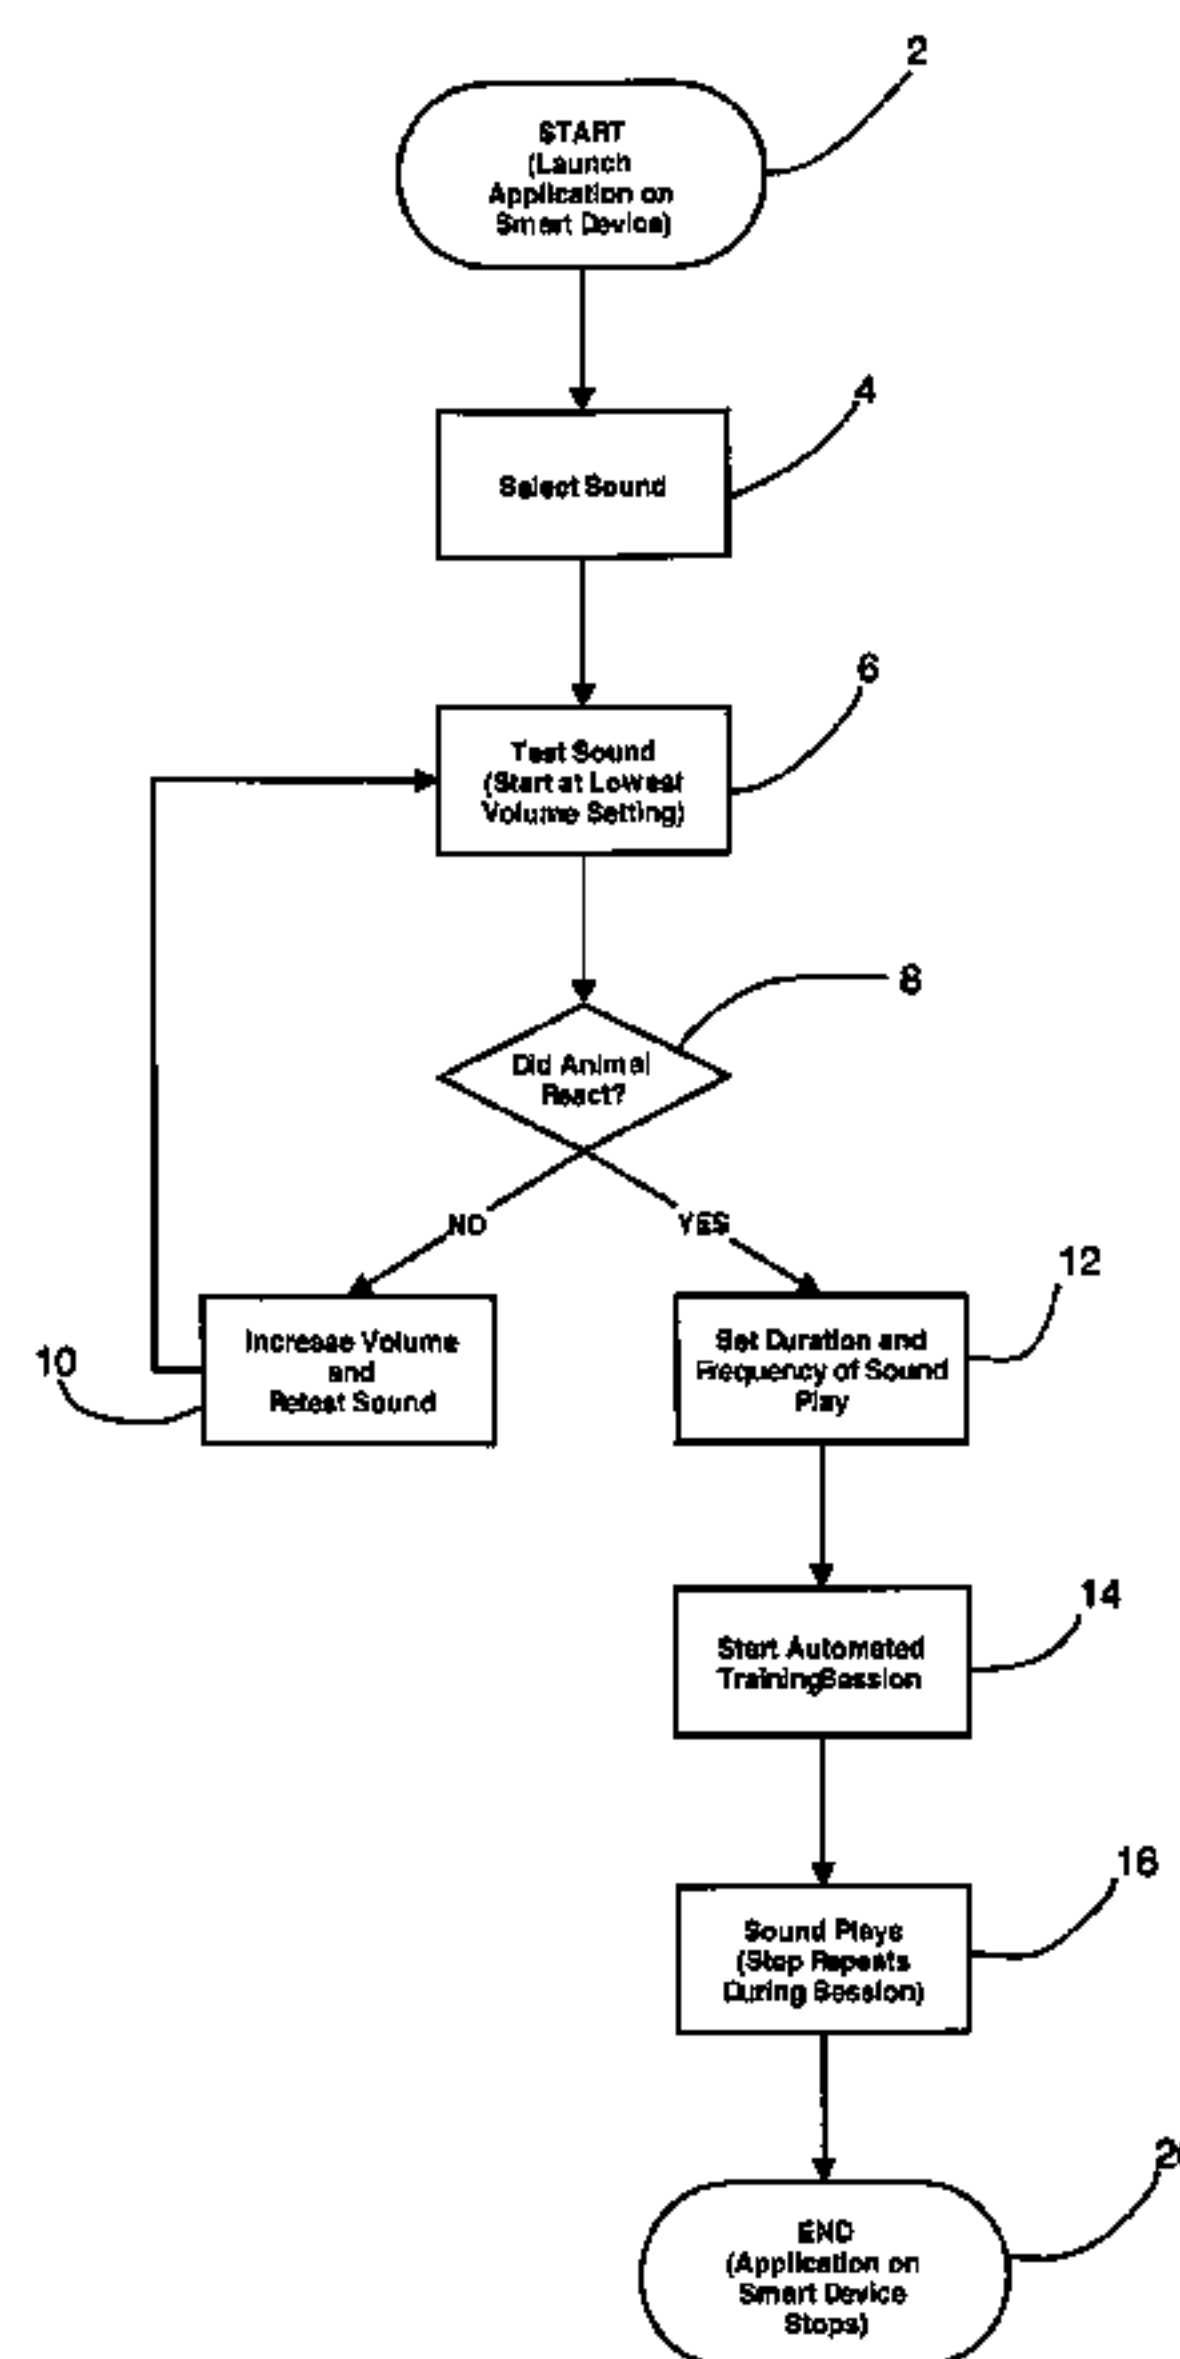 2
START
(Launch
Application on
Smart Device)
4
Select Sound
6
Test Sound
(Start at Lowest
Volume Setting)
8
Did Animal
React?
NO
YES
10
Increase Volume
and
Retest Sound
12
Set Duration and
Frequency of Sound
Play
14
Start Automated
TrainingSession
Sound Plays
(Step Repeats
During Session)
END
(Application on
Smart Device
Stops)